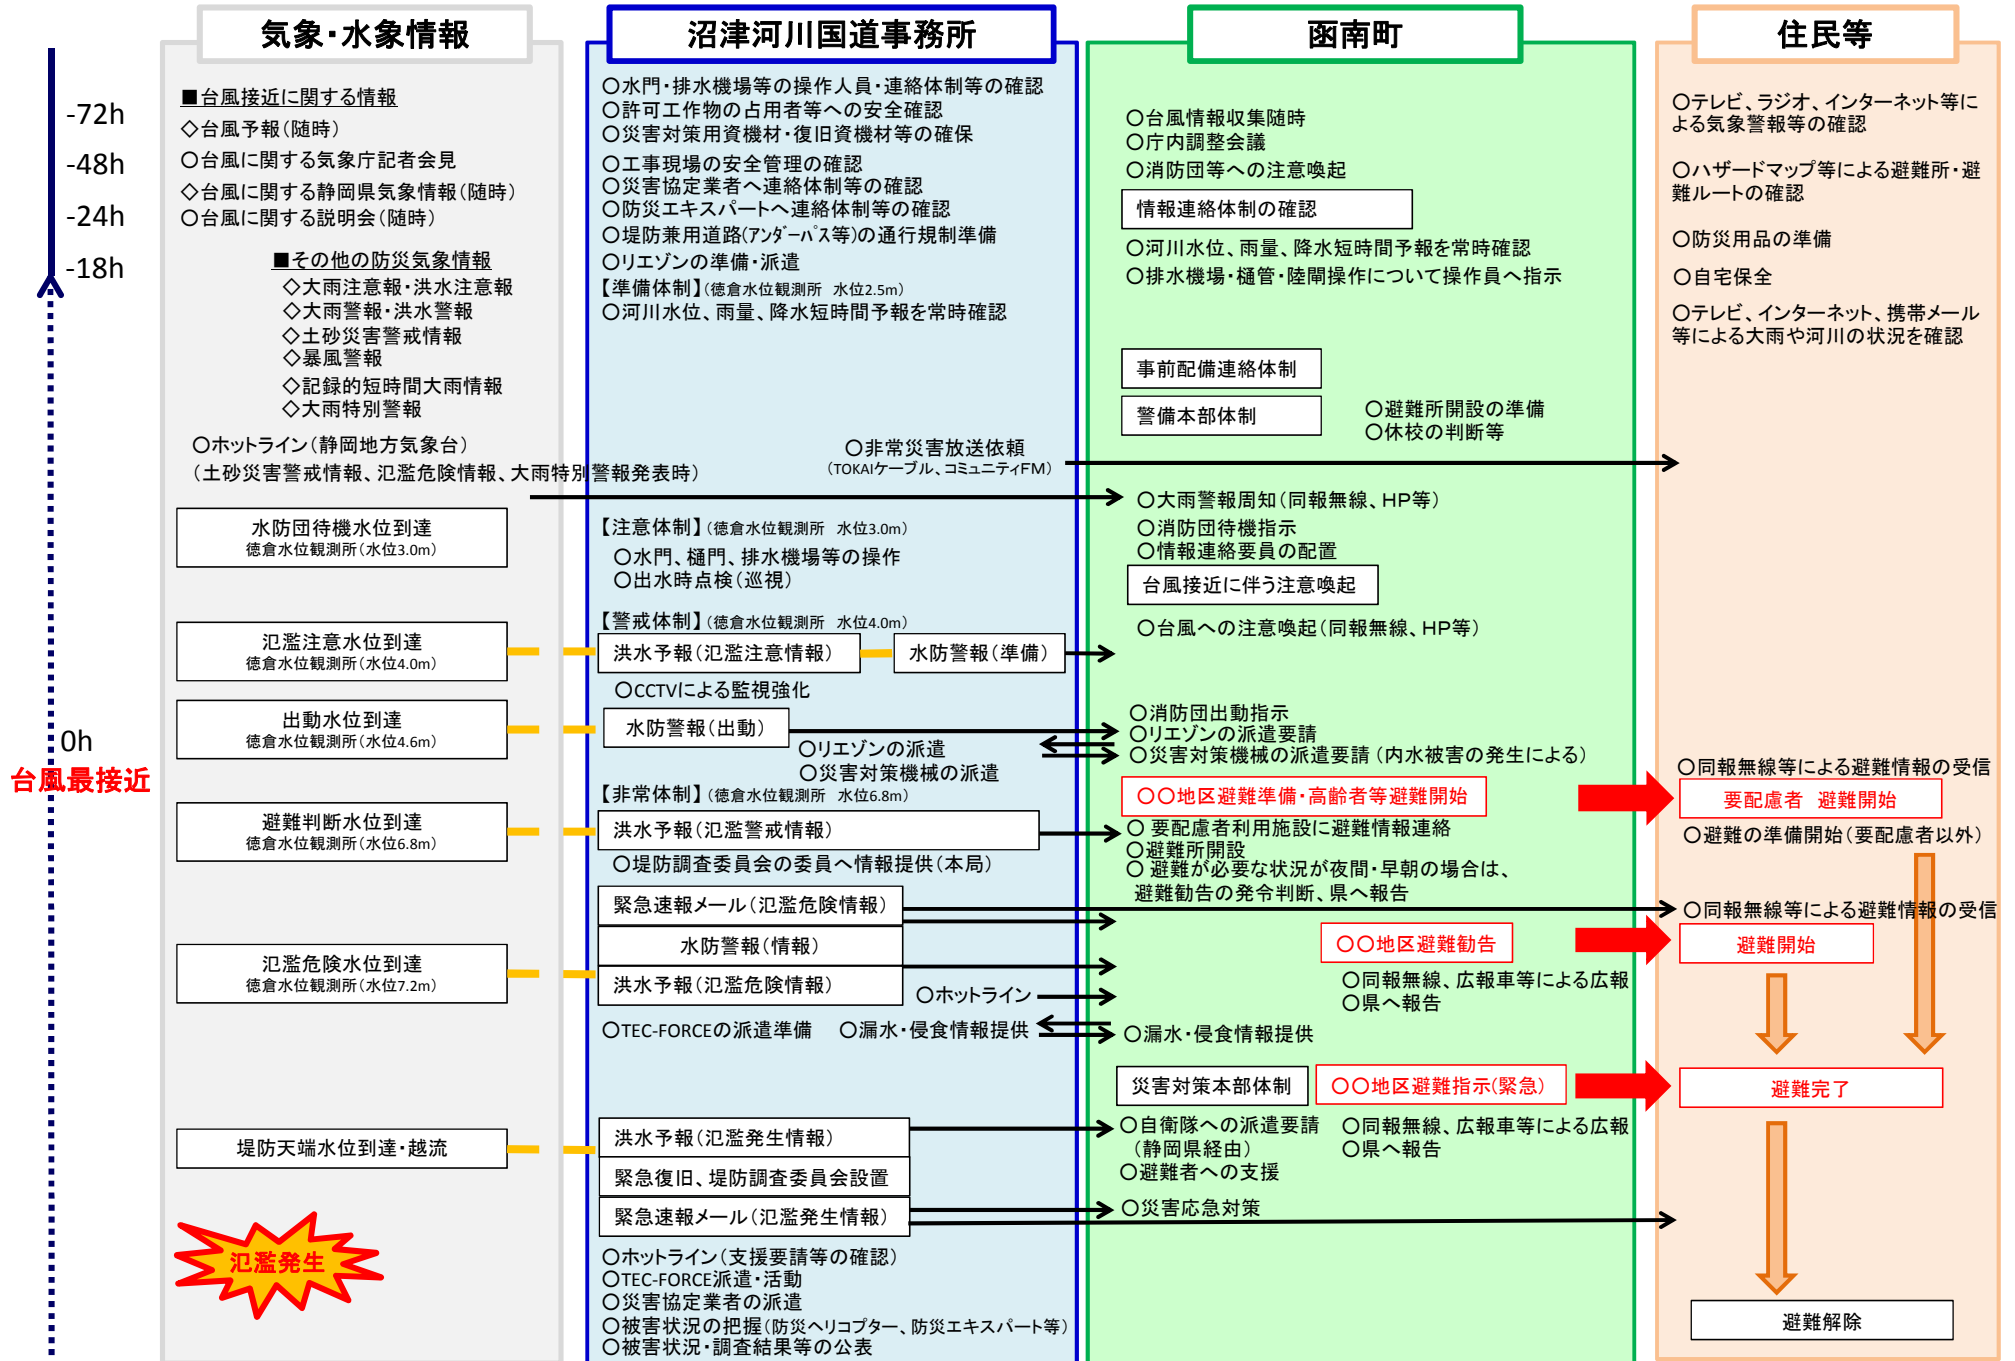 気象・水象情報
沼津河川国道事務所
函南町
住民等
-72h
-48h
-24h
-18h
0h
台風最接近
■台風接近に関する情報
◇台風予報(随時)
○台風に関する気象庁記者会見
◇台風に関する静岡県気象情報(随時)
○台風に関する説明会(随時)
■その他の防災気象情報
◇大雨注意報・洪水注意報
◇大雨警報・洪水警報
◇土砂災害警戒情報
◇暴風警報
◇記録的短時間大雨情報
◇大雨特別警報
○ホットライン(静岡地方気象台)
(土砂災害警戒情報、氾濫危険情報、大雨特別警報発表時)
水防団待機水位到達
徳倉水位観測所(水位3.0m)
氾濫注意水位到達
徳倉水位観測所(水位4.0m)
出動水位到達
徳倉水位観測所(水位4.6m)
避難判断水位到達
徳倉水位観測所(水位6.8m)
氾濫危険水位到達
徳倉水位観測所(水位7.2m)
堤防天端水位到達・越流
氾濫発生
○水門・排水機場等の操作人員・連絡体制等の確認
○許可工作物の占用者等への安全確認
○災害対策用資機材・復旧資機材等の確保
○工事現場の安全管理の確認
○災害協定業者へ連絡体制等の確認
○防災エキスパートへ連絡体制等の確認
○堤防兼用道路(アンダーパス等)の通行規制準備
○リエゾンの準備・派遣
【準備体制】(徳倉水位観測所 水位2.5m)
○河川水位、雨量、降水短時間予報を常時確認
○非常災害放送依頼
(TOKAIケーブル、コミュニティFM)
【注意体制】(徳倉水位観測所 水位3.0m)
○水門、樋門、排水機場等の操作
○出水時点検(巡視)
【警戒体制】(徳倉水位観測所 水位4.0m)
洪水予報(氾濫注意情報)
水防警報(準備)
○CCTVによる監視強化
水防警報(出動)
○リエゾンの派遣
○災害対策機械の派遣
【非常体制】(徳倉水位観測所 水位6.8m)
洪水予報(氾濫警戒情報)
○堤防調査委員会の委員へ情報提供(本局)
緊急速報メール(氾濫危険情報)
水防警報(情報)
洪水予報(氾濫危険情報)
○ホットライン
○TEC-FORCEの派遣準備 ○漏水・侵食情報提供
洪水予報(氾濫発生情報)
緊急復旧、堤防調査委員会設置
緊急速報メール(氾濫発生情報)
○ホットライン(支援要請等の確認)
○TEC-FORCE派遣・活動
○災害協定業者の派遣
○被害状況の把握(防災ヘリコプター、防災エキスパート等)
○被害状況・調査結果等の公表
○台風情報収集随時
○庁内調整会議
○消防団等への注意喚起
情報連絡体制の確認
○河川水位、雨量、降水短時間予報を常時確認
○排水機場・樋管・陸閘操作について操作員へ指示
事前配備連絡体制
警備本部体制
○避難所開設の準備
○休校の判断等
○大雨警報周知(同報無線、HP等)
○消防団待機指示
○情報連絡要員の配置
台風接近に伴う注意喚起
○台風への注意喚起(同報無線、HP等)
○消防団出動指示
○リエゾンの派遣要請
○災害対策機械の派遣要請(内水被害の発生による)
○○地区避難準備・高齢者等避難開始
○ 要配慮者利用施設に避難情報連絡
○避難所開設
○ 避難が必要な状況が夜間・早朝の場合は、
避難勧告の発令判断、県へ報告
○○地区避難勧告
○同報無線、広報車等による広報
○県へ報告
○漏水・侵食情報提供
災害対策本部体制
○○地区避難指示(緊急)
○自衛隊への派遣要請
(静岡県経由)
○避難者への支援
○同報無線、広報車等による広報
○県へ報告
○災害応急対策
○テレビ、ラジオ、インターネット等に
よる気象警報等の確認
○ハザードマップ等による避難所・避
難ルートの確認
○防災用品の準備
○自宅保全
○テレビ、インターネット、携帯メール
等による大雨や河川の状況を確認
○同報無線等による避難情報の受信
要配慮者 避難開始
○避難の準備開始(要配慮者以外)
○同報無線等による避難情報の受信
避難開始
避難完了
避難解除